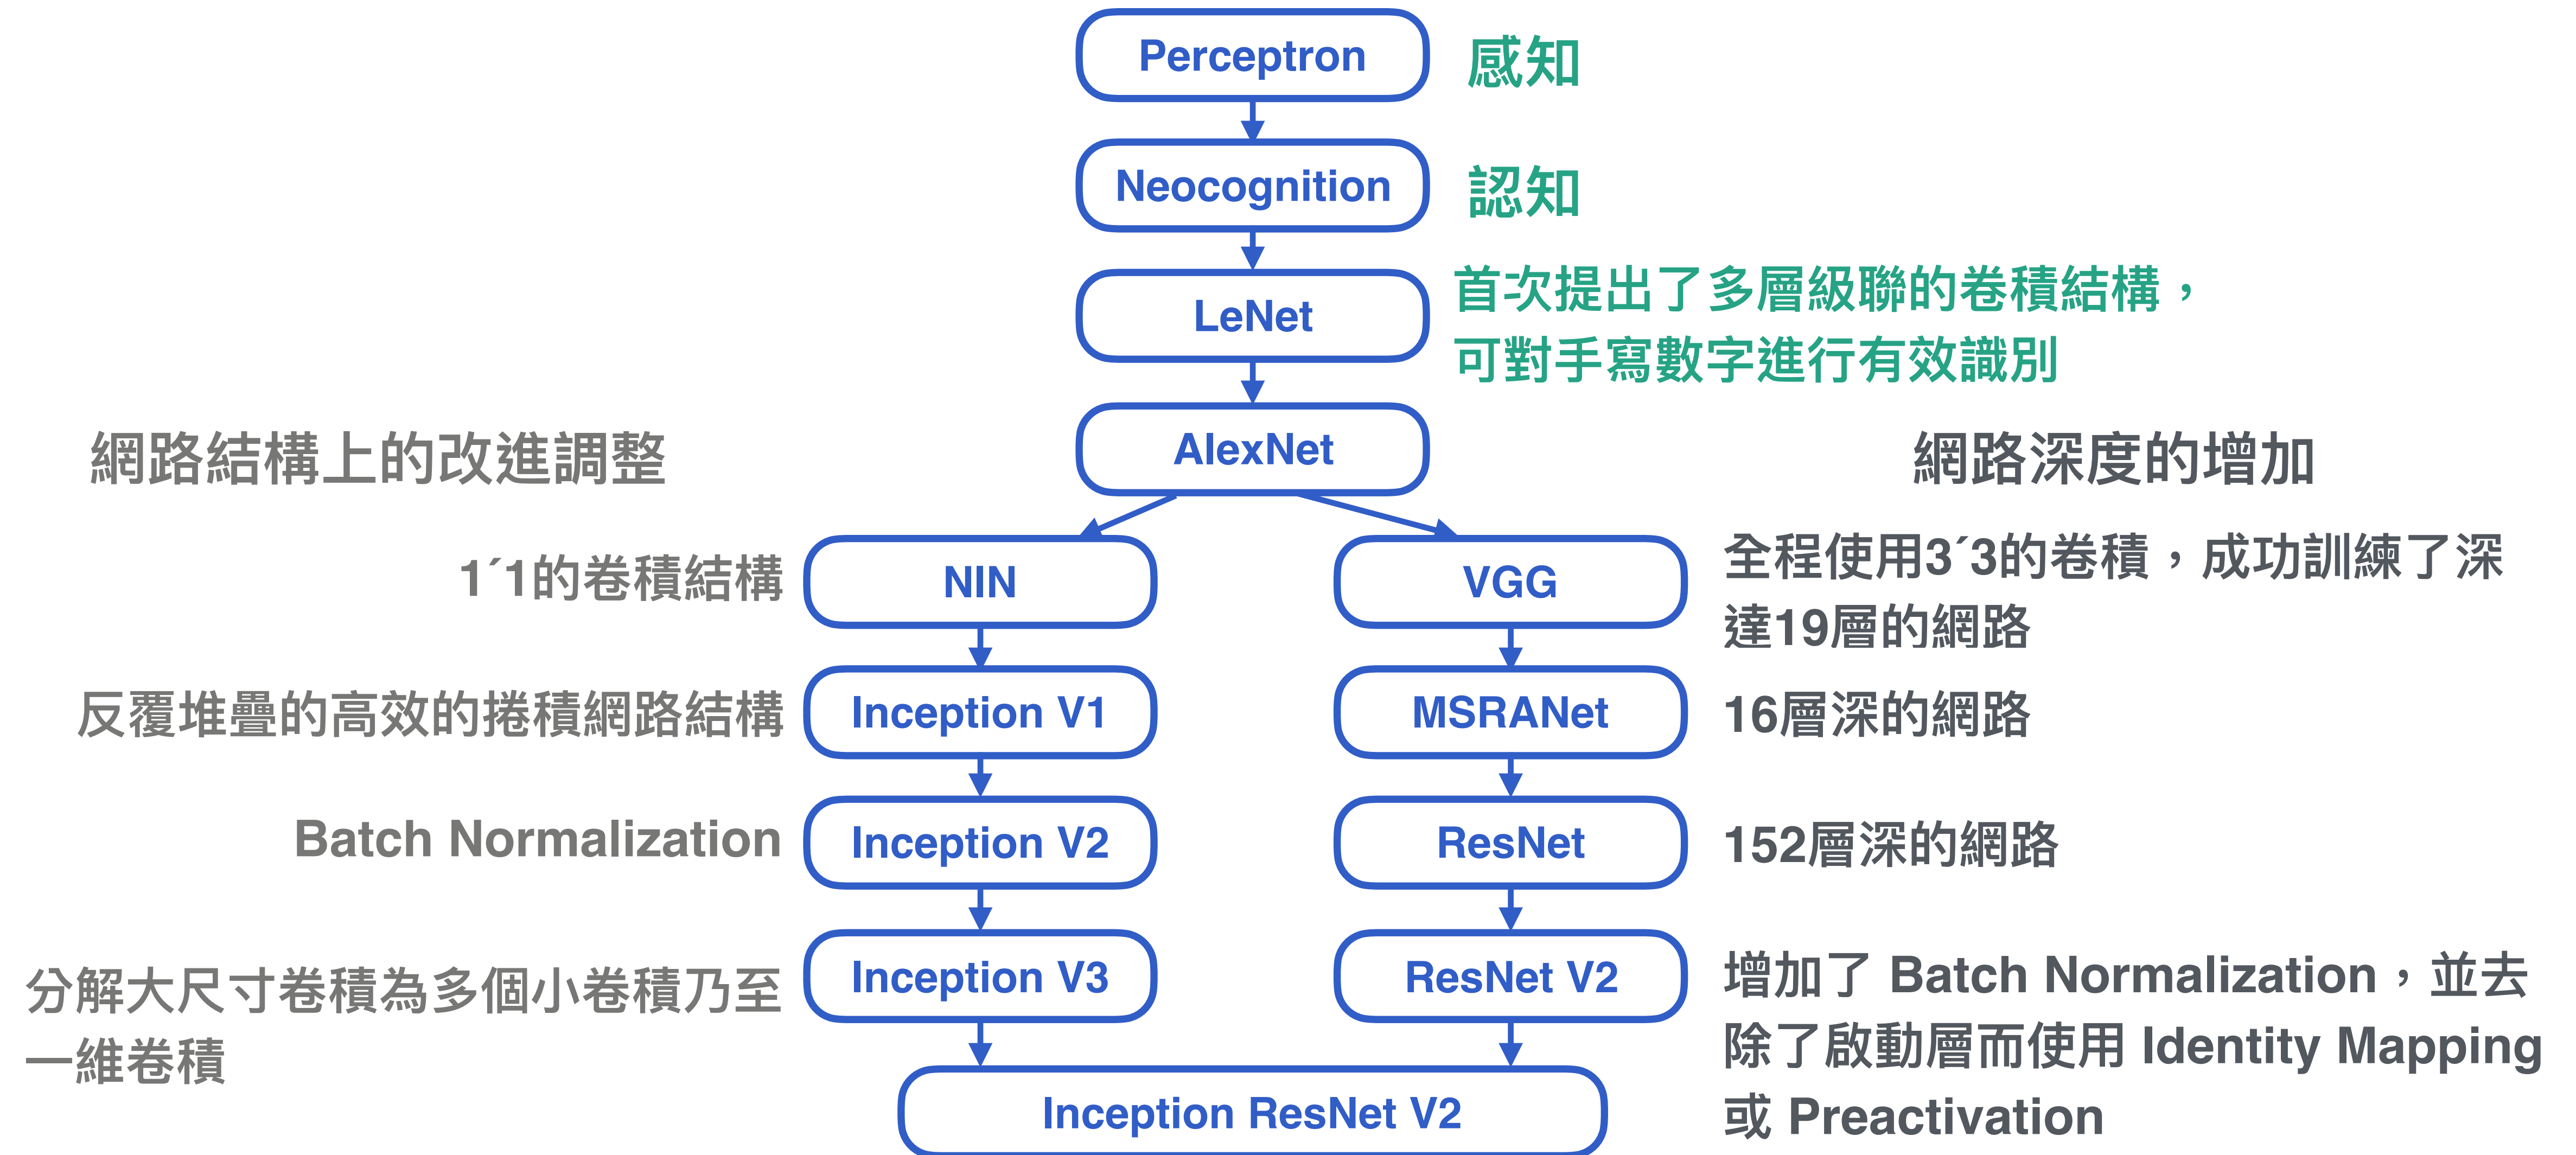 Perceptron
感知
Neocognition
認知
LeNet
首次提出了多層級聯的卷積結構，
可對手寫數字進行有效識別
AlexNet
網路結構上的改進調整
網路深度的增加
1´1的卷積結構
NIN
VGG
全程使用3´3的卷積，成功訓練了深
達19層的網路
反覆堆疊的高效的捲積網路結構
Inception V1
MSRANet
16層深的網路
Batch Normalization
Inception V2
ResNet
152層深的網路
分解大尺寸卷積為多個小卷積乃至
一維卷積
Inception V3
ResNet V2
增加了 Batch Normalization，並去
除了啟動層而使用 Identity Mapping
或 Preactivation
Inception ResNet V2